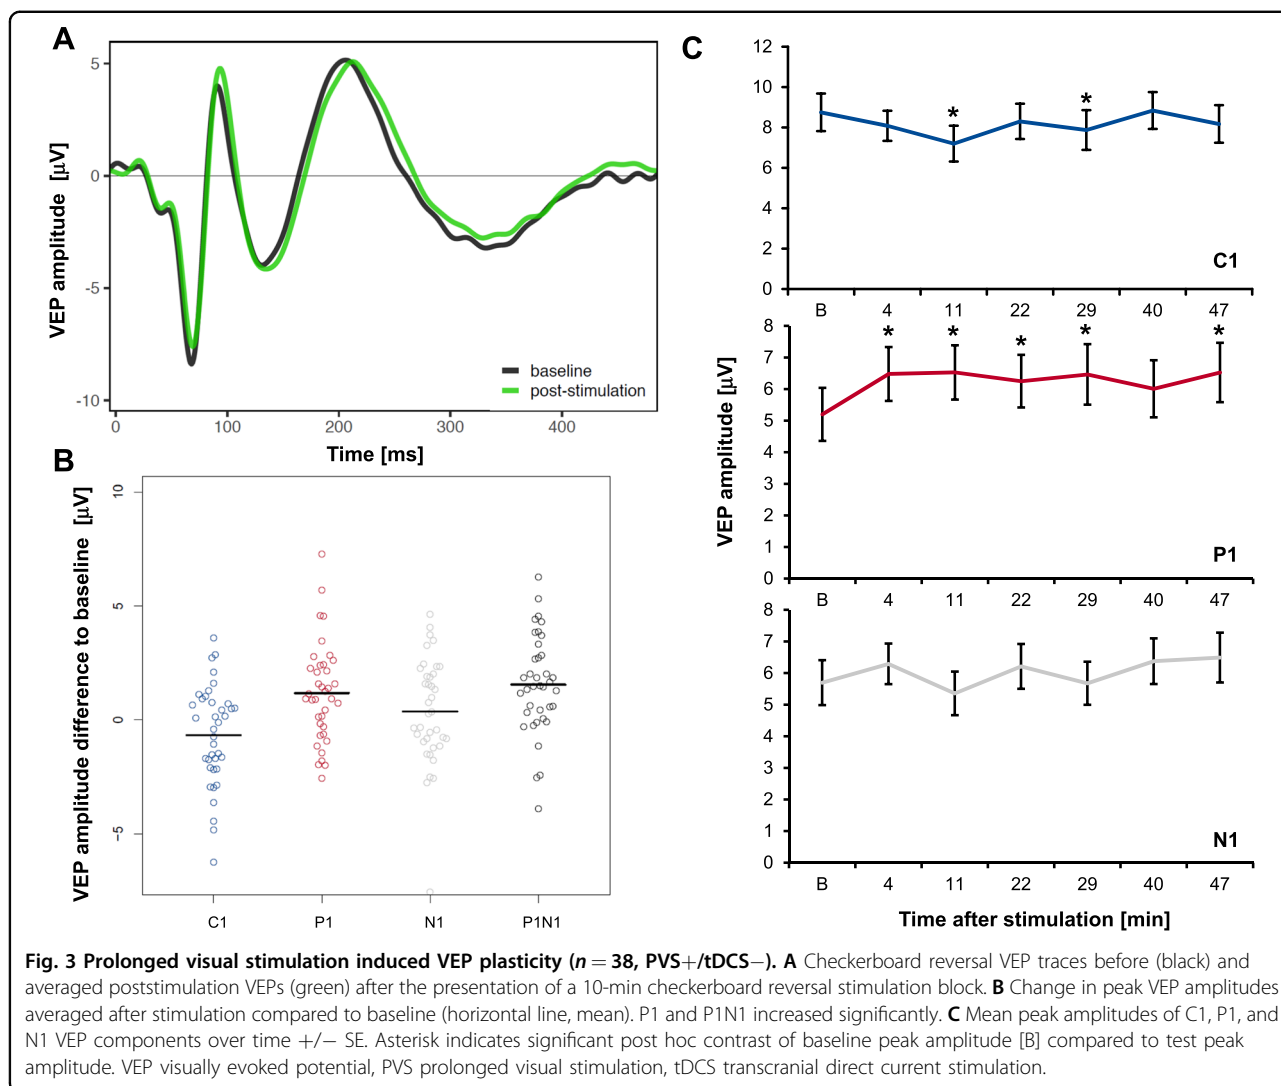 A
VEP amplitude [µV]
5
0
-5
-10
baseline
post-stimulation
0 100 200 300 400
Time [ms]
B
VEP amplitude difference to baseline [µV]
10
5
0
−5
C1 P1 N1 P1N1
C
12
10
8
6
4
2
0
* *
C1
B 4 11 22 29 40 47
VEP amplitude [µV]
8
7
6
5
4
3
2
1
0
* * * * *
P1
B 4 11 22 29 40 47
8
7
6
5
4
3
2
1
0
N1
B 4 11 22 29 40 47
Time after stimulation [min]
Fig. 3 Prolonged visual stimulation induced VEP plasticity (n = 38, PVS+/tDCS−). A Checkerboard reversal VEP traces before (black) and
averaged poststimulation VEPs (green) after the presentation of a 10-min checkerboard reversal stimulation block. B Change in peak VEP amplitudes
averaged after stimulation compared to baseline (horizontal line, mean). P1 and P1N1 increased significantly. C Mean peak amplitudes of C1, P1, and
N1 VEP components over time +/− SE. Asterisk indicates significant post hoc contrast of baseline peak amplitude [B] compared to test peak
amplitude. VEP visually evoked potential, PVS prolonged visual stimulation, tDCS transcranial direct current stimulation.